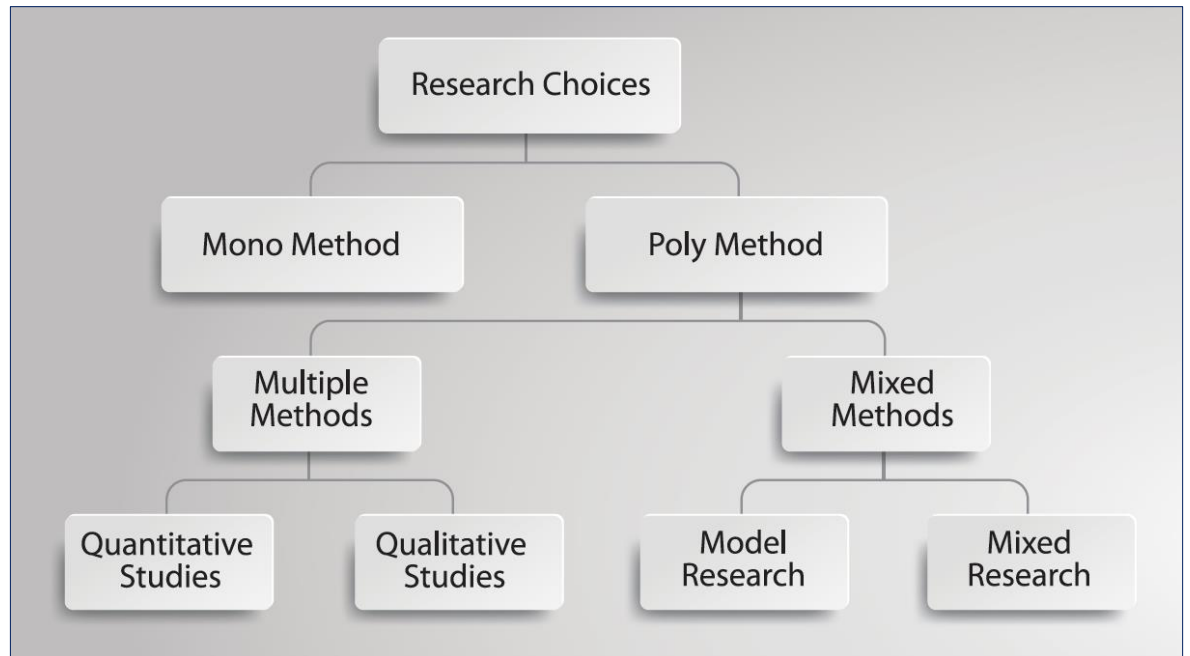 Research Choices
Mono Method
Poly Method
Multiple
Methods
Mixed
Methods
Quantitative
Studies
Qualitative
Studies
Model
Research
Mixed
Research